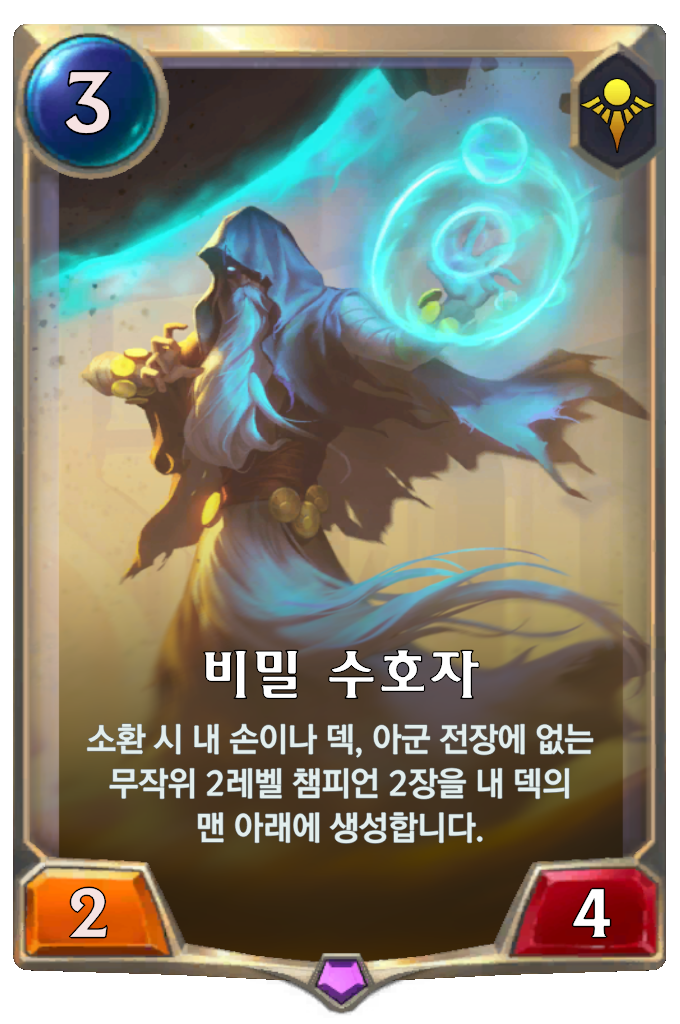 3
비밀 수호자
소환 시 내 손이나 덱, 아군 전장에 없는
무작위 2레벨 챔피언 2장을 내 덱의
맨 아래에 생성합니다.
2
4